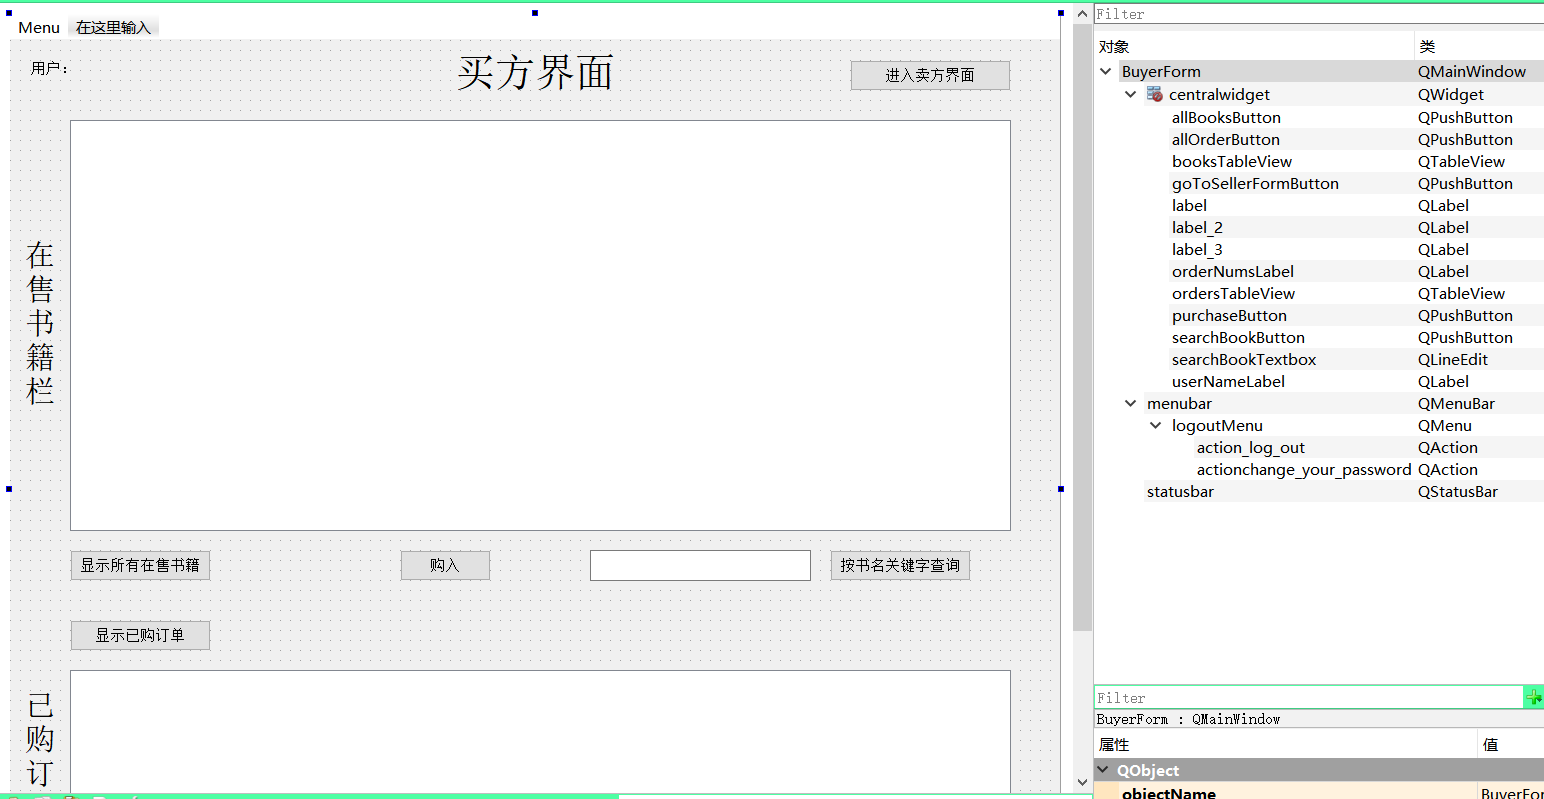 Menu 在这里输入
用户：
买方界面
进入卖方界面
在售书籍栏
显示所有在售书籍
购入
按书名关键字查询
显示已购订单
已购订
Filter
对象 类
BuyerForm QMainWindow
centralwidget QWidget
allBooksButton QPushButton
allOrderButton QPushButton
booksTableView QTableView
goToSellerFormButton QPushButton
label QLabel
label_2 QLabel
label_3 QLabel
orderNumsLabel QLabel
ordersTableView QTableView
purchaseButton QPushButton
searchBookButton QPushButton
searchBookTextbox QLineEdit
userNameLabel QLabel
menubar QMenuBar
logoutMenu QMenu
action_log_out QAction
actionchange_your_password QAction
statusbar QStatusBar
Filter
BuyerForm : QMainWindow
属性 值
QObject
objectName BuyerFor